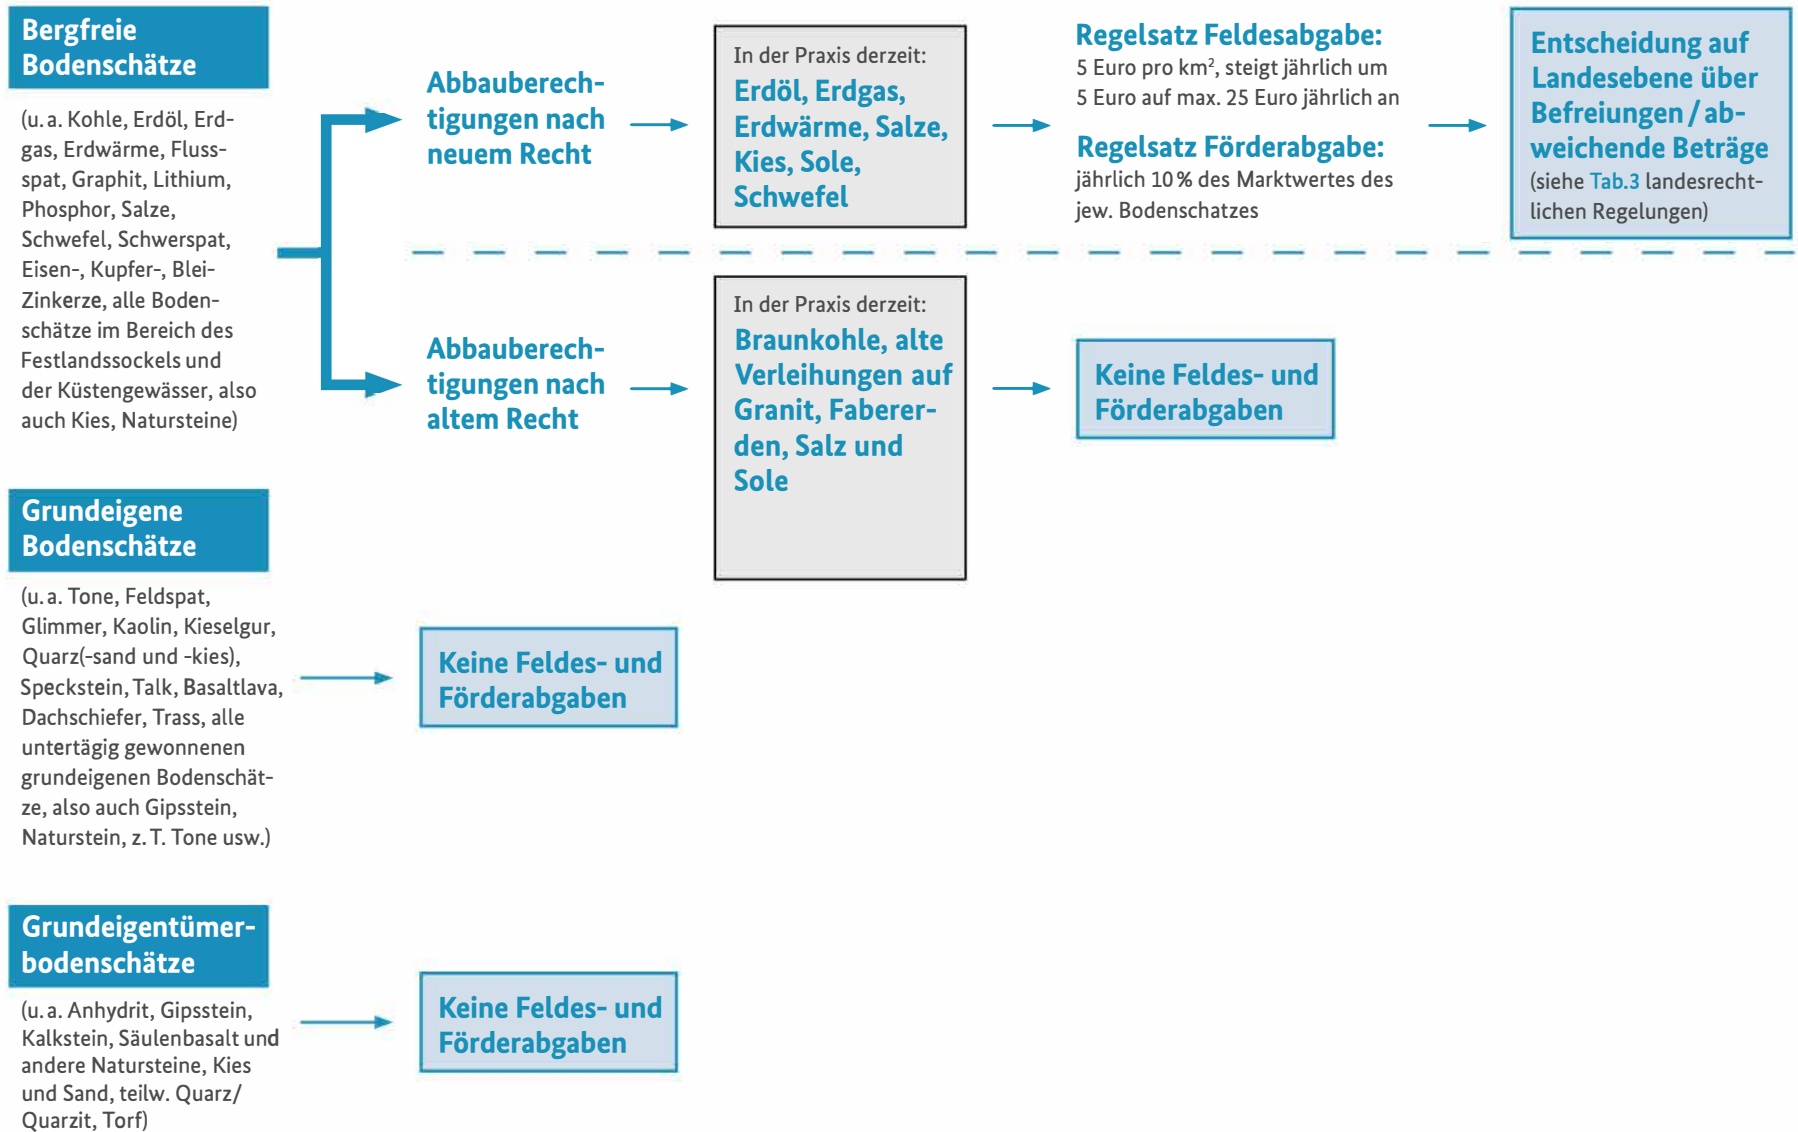 Bergfreie
Bodenschätze
(u. a. Kohle, Erdöl, Erd-
gas, Erdwärme, Fluss-
spat, Graphit, Lithium,
Phosphor, Salze,
Schwefel, Schwerspat,
Eisen-, Kupfer-, Blei-
Zinkerze, alle Boden-
schätze im Bereich des
Festlandssockels und
der Küstengewässer, also
auch Kies, Natursteine)
Abbauberech-
tigungen nach
neuem Recht
In der Praxis derzeit:
Erdöl, Erdgas,
Erdwärme, Salze,
Kies, Sole,
Schwefel
Regelsatz Feldesabgabe:
5 Euro pro km², steigt jährlich um
5 Euro auf max. 25 Euro jährlich an
Regelsatz Förderabgabe:
jährlich 10 % des Marktwertes des
jew. Bodenschatzes
Entscheidung auf
Landesebene über
Befreiungen / ab-
weichende Beträge
(siehe Tab.3 landesrecht-
lichen Regelungen)
Abbauberech-
tigungen nach
altem Recht
In der Praxis derzeit:
Braunkohle, alte
Verleihungen auf
Granit, Faberer-
den, Salz und
Sole
Keine Feldes- und
Förderabgaben
Grundeigene
Bodenschätze
(u. a. Tone, Feldspat,
Glimmer, Kaolin, Kieselgur,
Quarz(-sand und -kies),
Speckstein, Talk, Basaltlava,
Dachschiefer, Trass, alle
untertägig gewonnenen
grundeigenen Bodenschät-
ze, also auch Gipsstein,
Naturstein, z. T. Tone usw.)
Keine Feldes- und
Förderabgaben
Grundeigentümer-
bodenschätze
(u. a. Anhydrit, Gipsstein,
Kalkstein, Säulenbasalt und
andere Natursteine, Kies
und Sand, teilw. Quarz/
Quarzit, Torf)
Keine Feldes- und
Förderabgaben